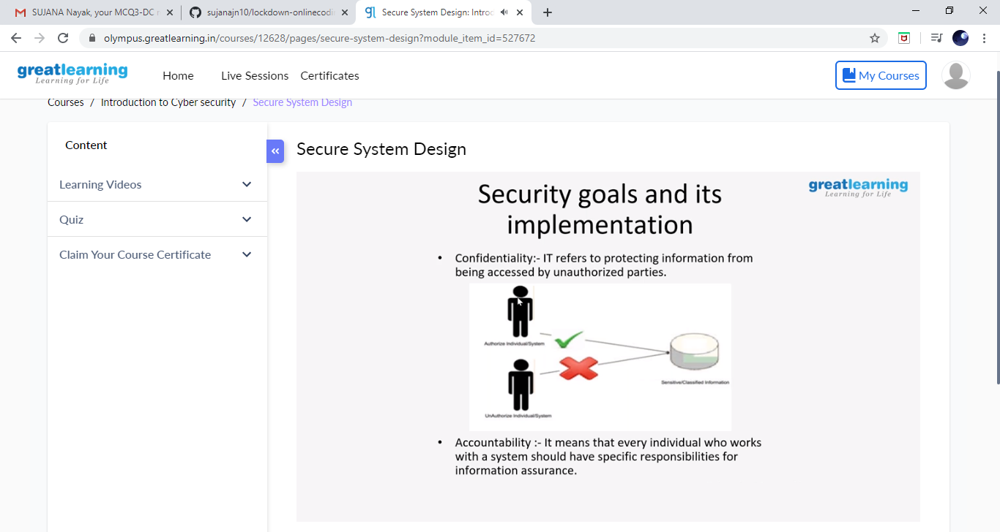 SUJANA Nayak, your MCQ3-DC
sujanajn10/lockdown-onlinecodi
Secure System Design: Introc
olympus.greatlearning.in/courses/12628/pages/secure-system-design?module_item_id=527672
greatlearning
Learning for Life
Home
Live Sessions
Certificates
My Courses
Courses / Introduction to Cyber security / Secure System Design
Content
Learning Videos
Quiz
Claim Your Course Certificate
Secure System Design
greatlearning
Learning for Life
Security goals and its
implementation
• Confidentiality:- IT refers to protecting information from
being accessed by unauthorized parties.
Authorize Individual/System
Sensitive/Classified Information
UnAuthorize Individual/System
• Accountability :- It means that every individual who works
with a system should have specific responsibilities for
information assurance.